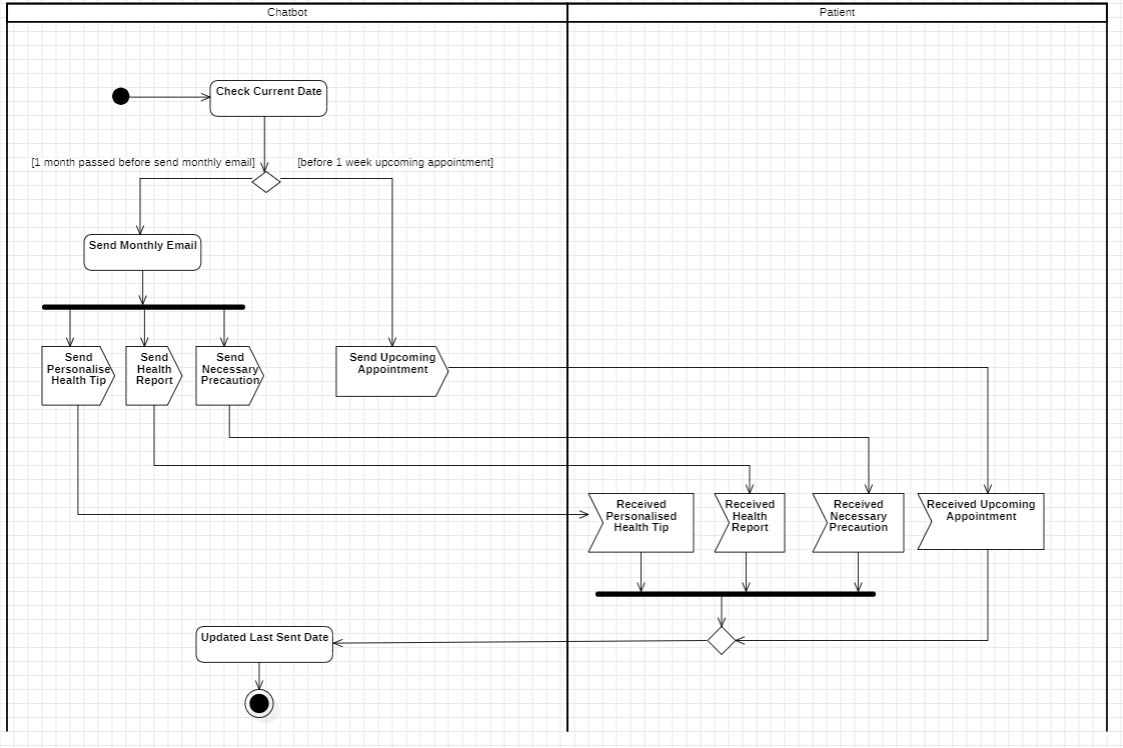 Chatbot
Patient
Check Current Date
[1 month passed before send monthly email]
[before 1 week upcoming appointment]
Send Monthly Email
Send
Personalise
Health Tip
Send
Health
Report
Send
Necessary
Precaution
Send Upcoming
Appointment
Received
Personalised
Health Tip
Received
Health
Report
Received
Necessary
Precaution
Received Upcoming
Appointment
Updated Last Sent Date